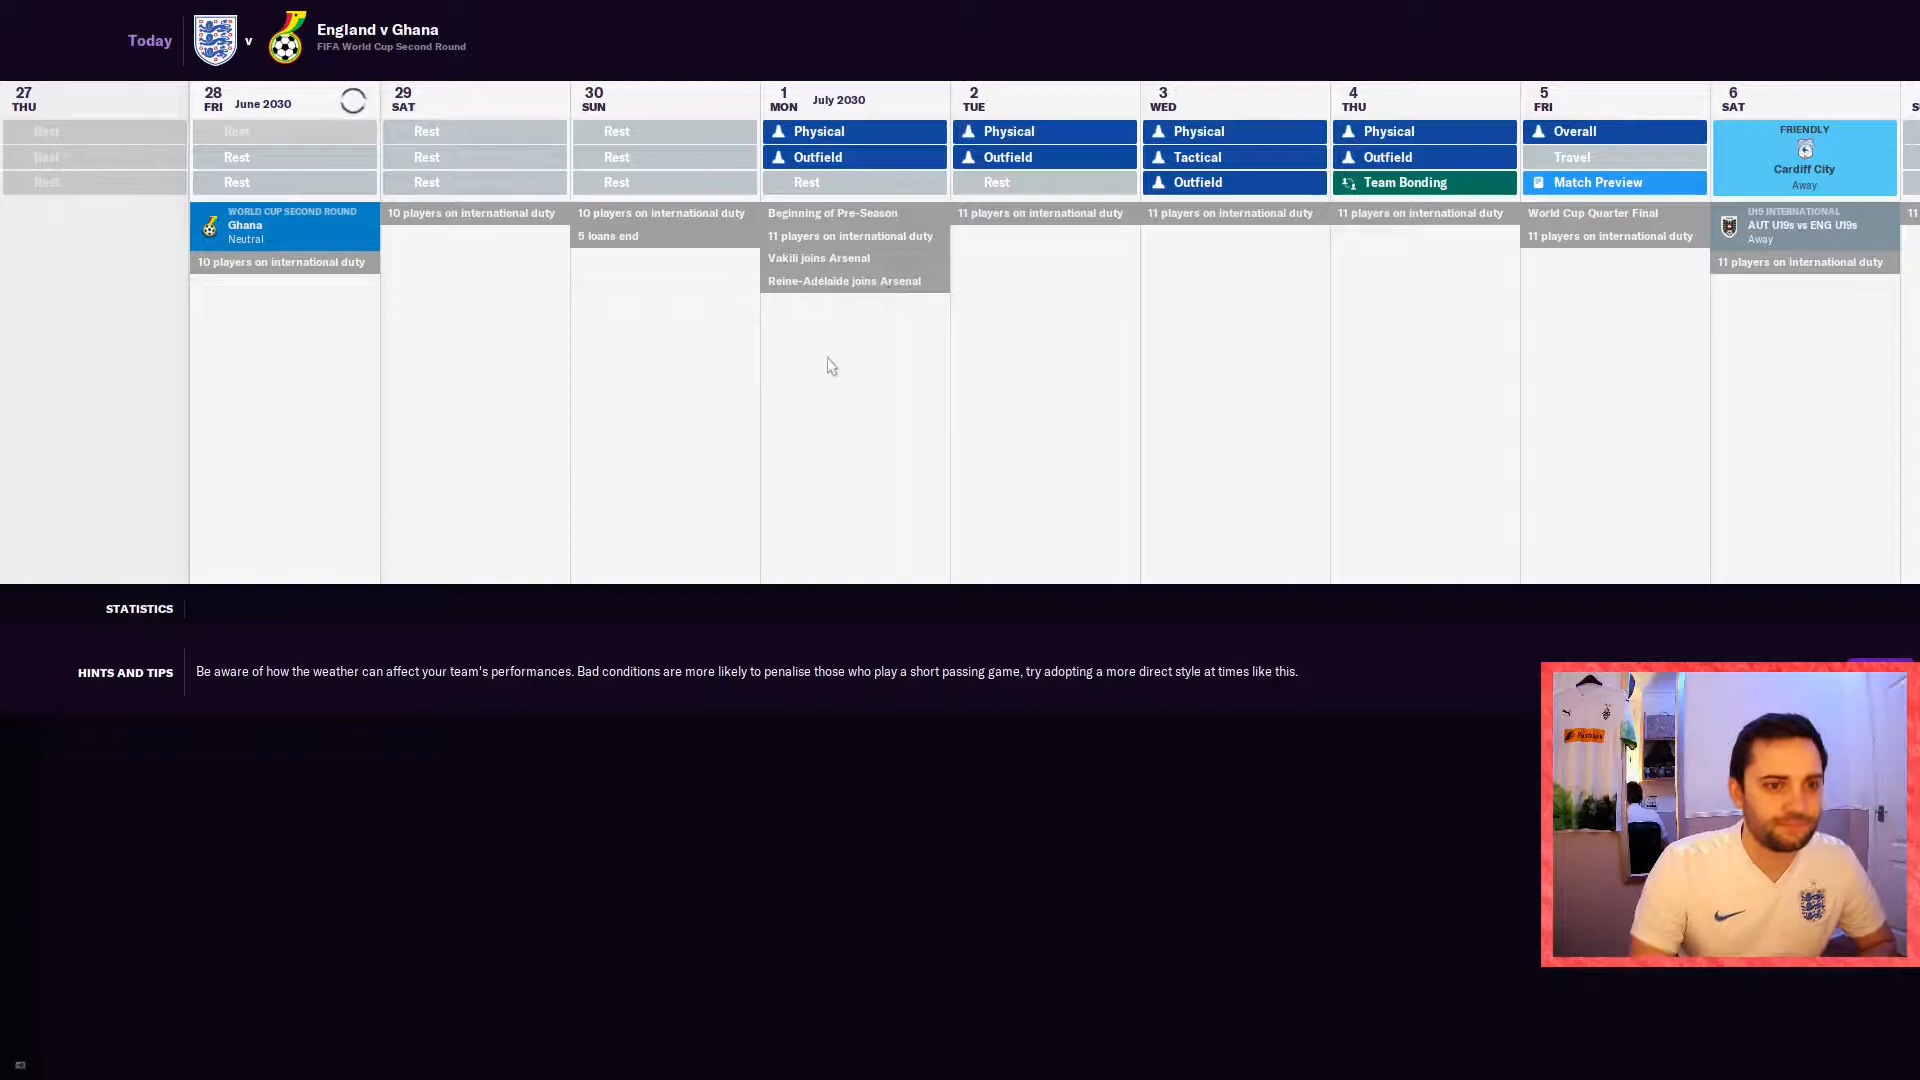 Today
v
England v Ghana
FIFA World Cup Second Round
27
THU
Rest
Rest
Rest
28
FRI
June 2030
Rest
Rest
Rest
WORLD CUP SECOND ROUND
Ghana
Neutral
10 players on international duty
29
SAT
Rest
Rest
Rest
10 players on international duty
30
SUN
Rest
Rest
Rest
10 players on international duty
5 loans end
1
MON
July 2030
Physical
Outfield
Rest
Beginning of Pre-Season
11 players on international duty
Vakili joins Arsenal
Reine-Adélaïde joins Arsenal
2
TUE
Physical
Outfield
Rest
11 players on international duty
3
WED
Physical
Tactical
Outfield
11 players on international duty
4
THU
Physical
Outfield
Team Bonding
11 players on international duty
5
FRI
Overall
Travel
Match Preview
World Cup Quarter Final
11 players on international duty
6
SAT
FRIENDLY
Cardiff City
Away
U19 INTERNATIONAL
AUT U19s vs ENG U19s
Away
11 players on international duty
11
STATISTICS
HINTS AND TIPS
Be aware of how the weather can affect your team's performances. Bad conditions are more likely to penalise those who play a short passing game, try adopting a more direct style at times like this.
Postbank